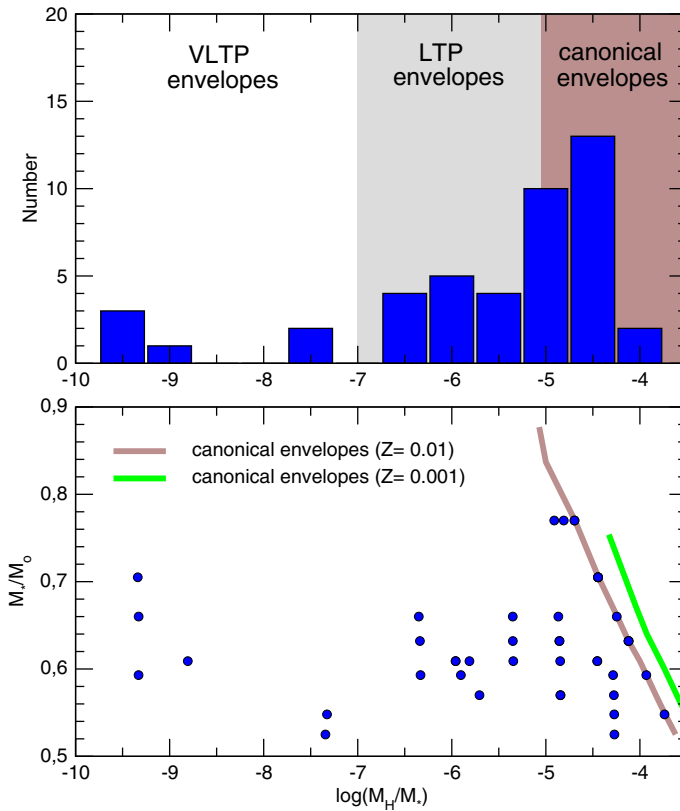 20
15
10
5
0
Number
VLTP
envelopes
LTP
envelopes
canonical
envelopes
-10 -9 -8 -7 -6 -5 -4
0,9
0,8
0,7
0,6
0,5
M*/Mo
canonical envelopes (Z= 0.01)
canonical envelopes (Z= 0.001)
-10 -9 -8 -7 -6 -5 -4
log(MH/M*)